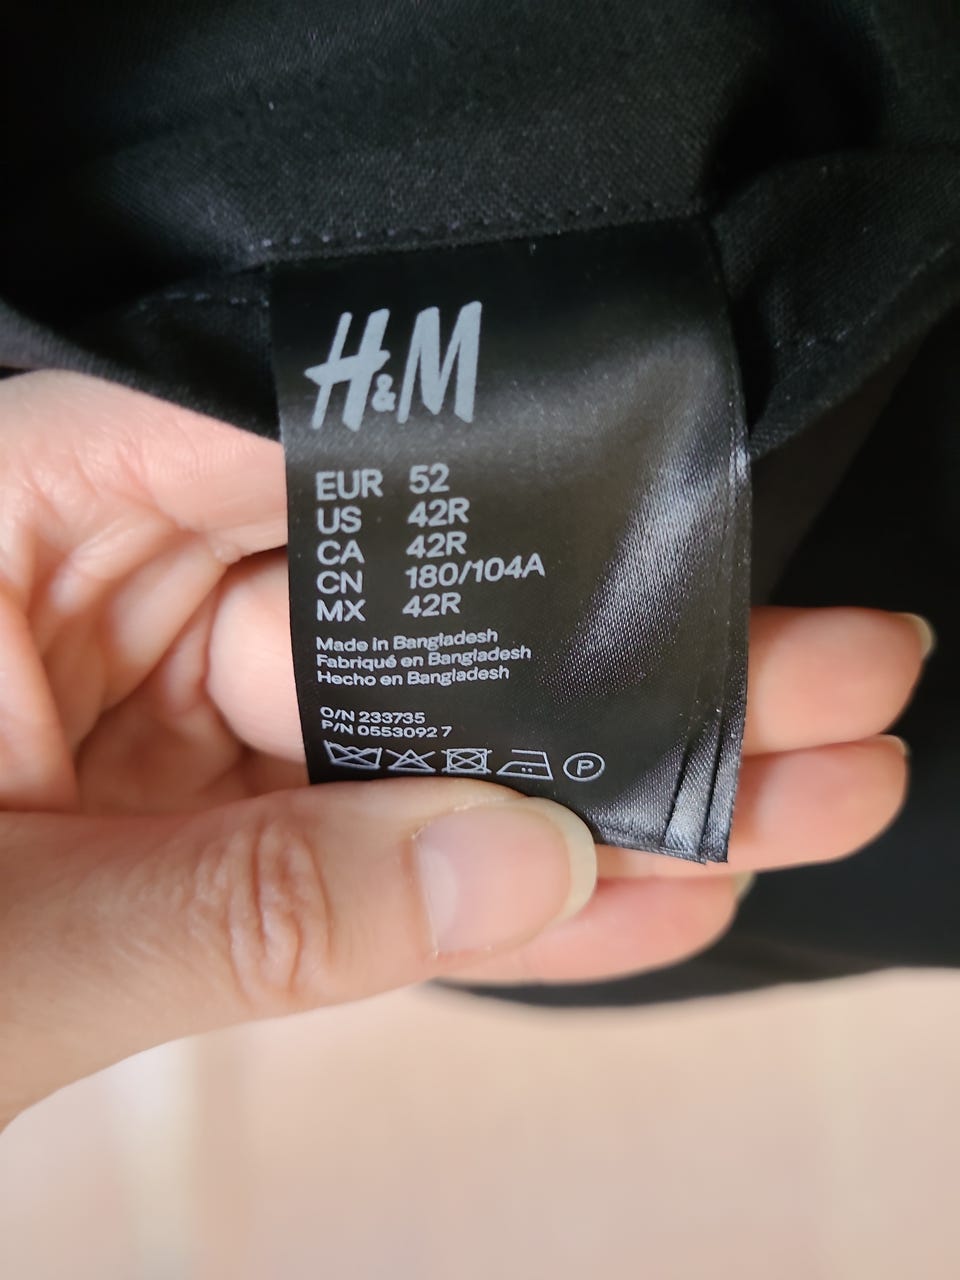 H&M
EUR 52
US 42R
CA 42R
CN 180/104A
MX 42R
Made in Bangladesh
Fabriqué en Bangladesh
Hecho en Bangladesh
O/N 233735
P/N 0553092 7
P